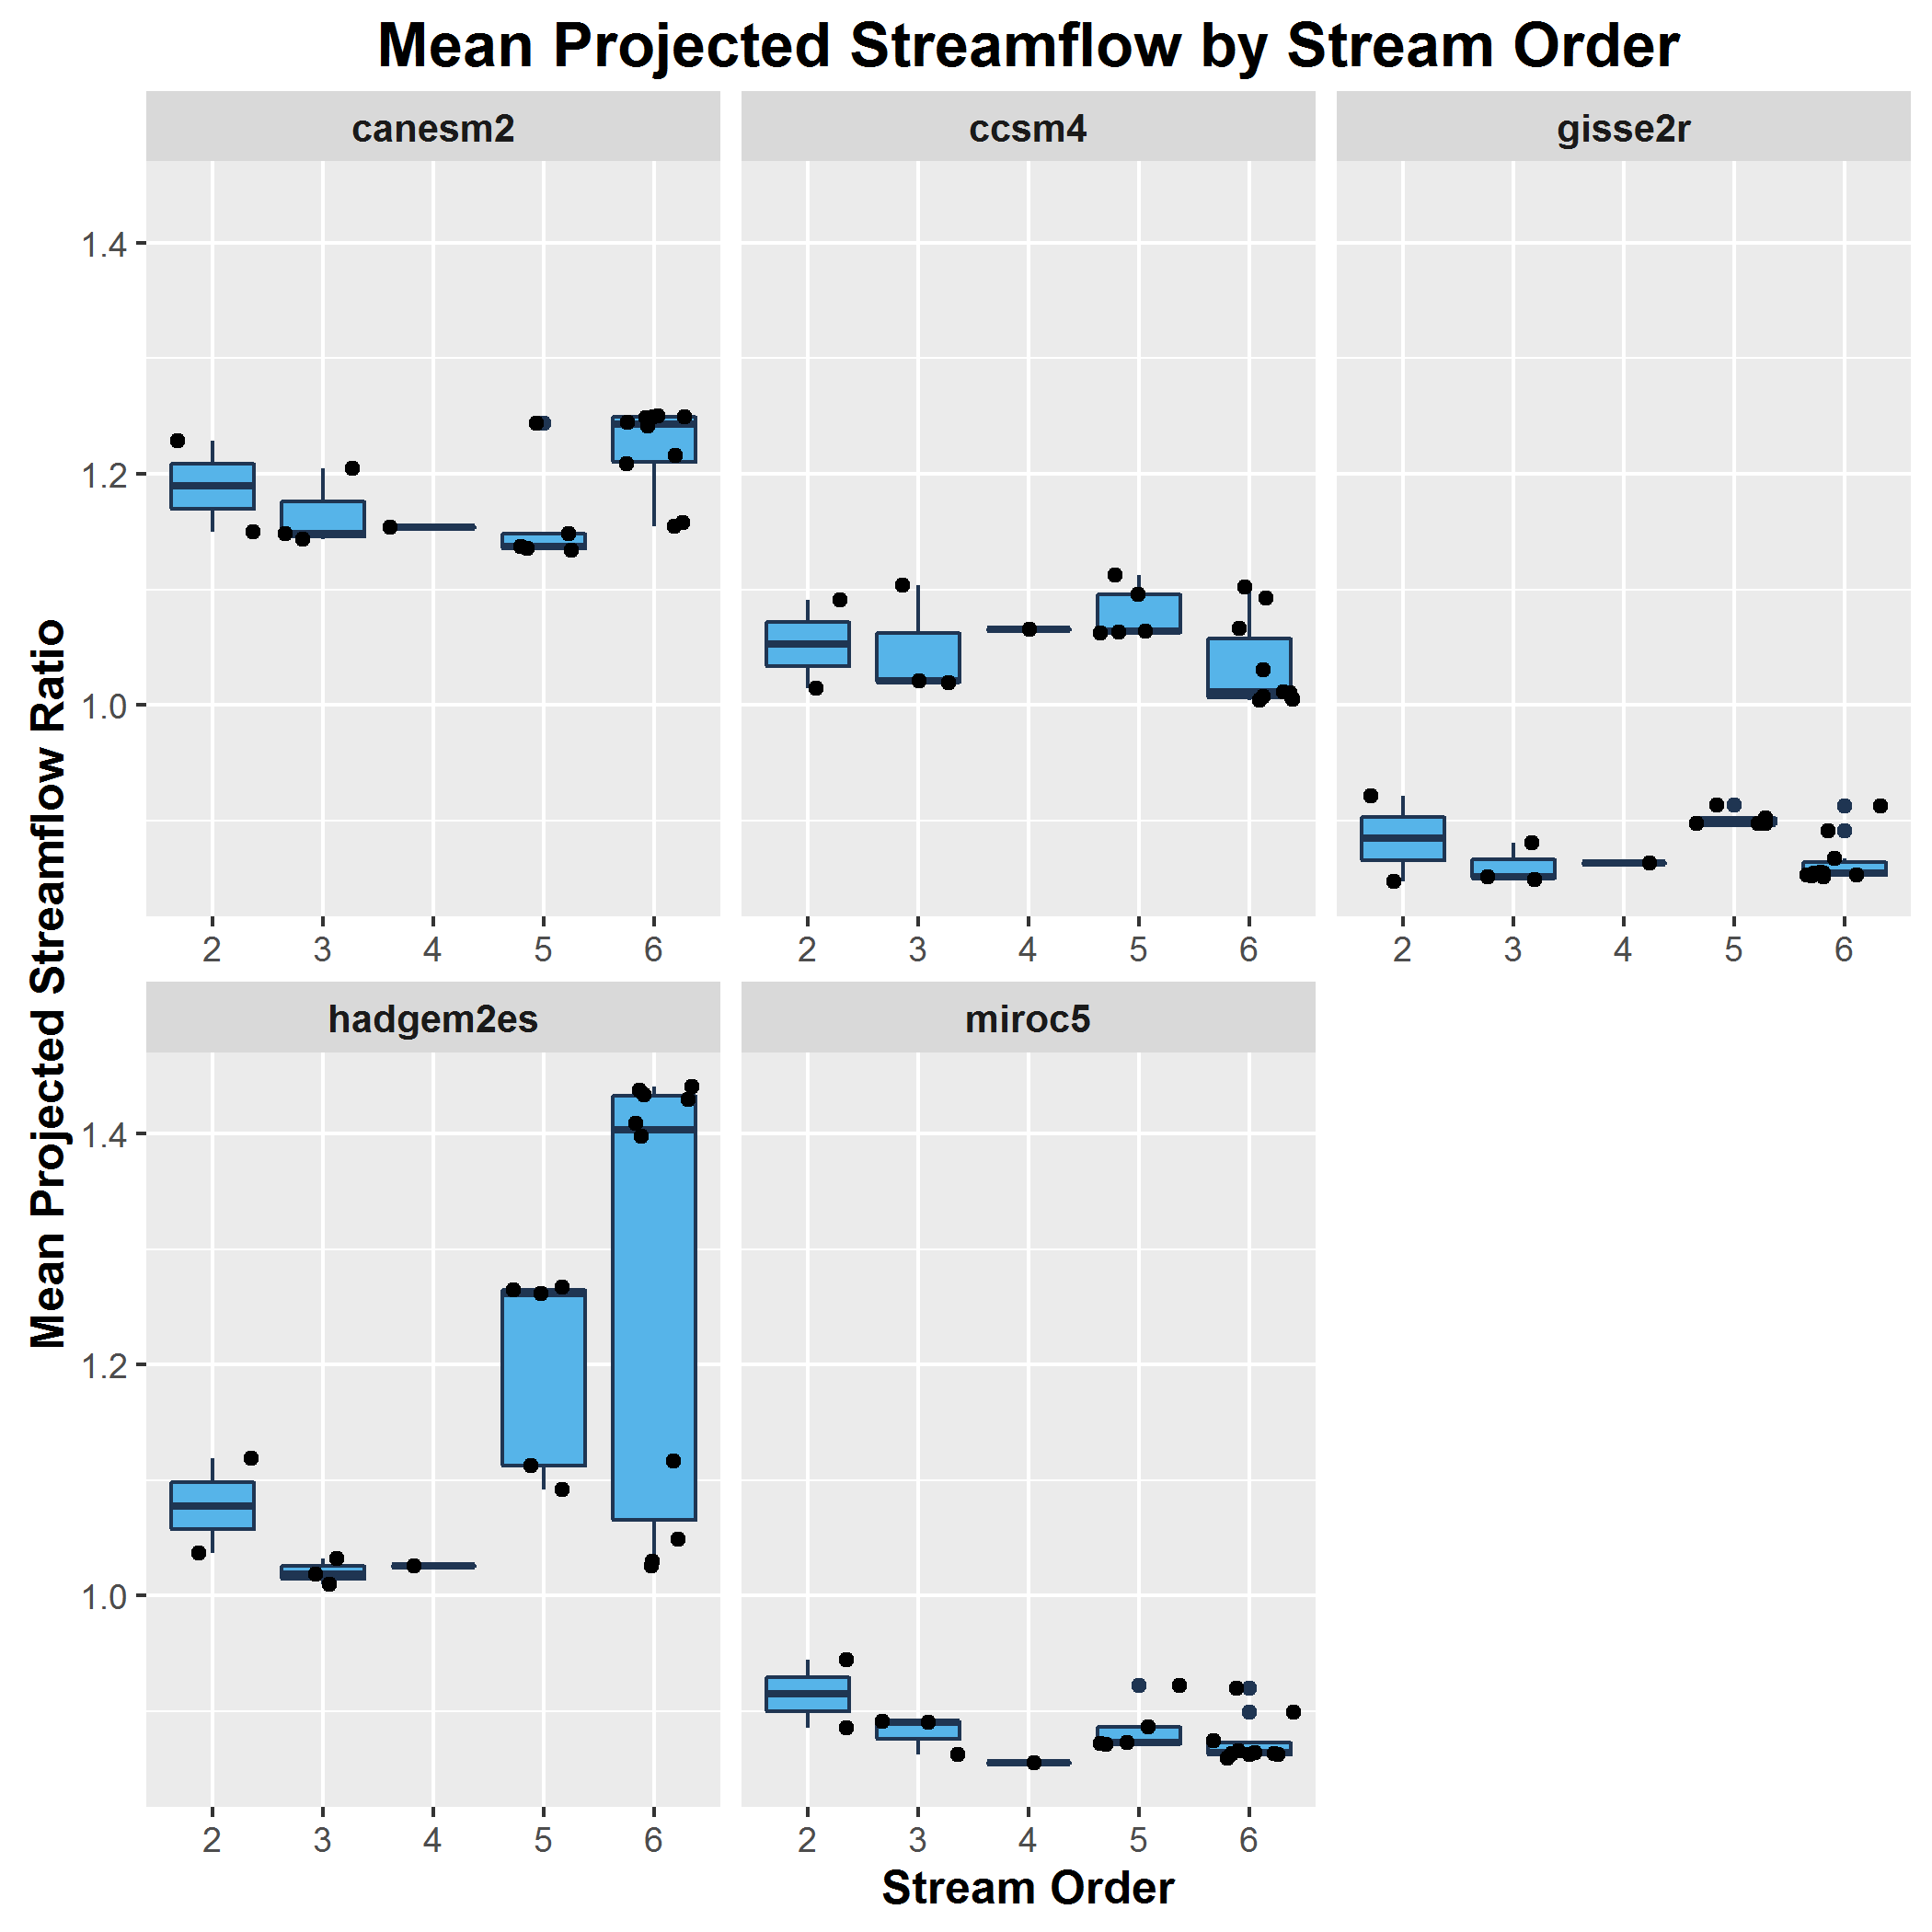 Mean Projected Streamflow by Stream Order
canesm2
ccsm4
gisse2r
Mean Projected Streamflow Ratio
1.4
1.2
1.0
2 3 4 5 6
2 3 4 5 6
2 3 4 5 6
hadgem2es
miroc5
1.4
1.2
1.0
2 3 4 5 6
2 3 4 5 6
Stream Order